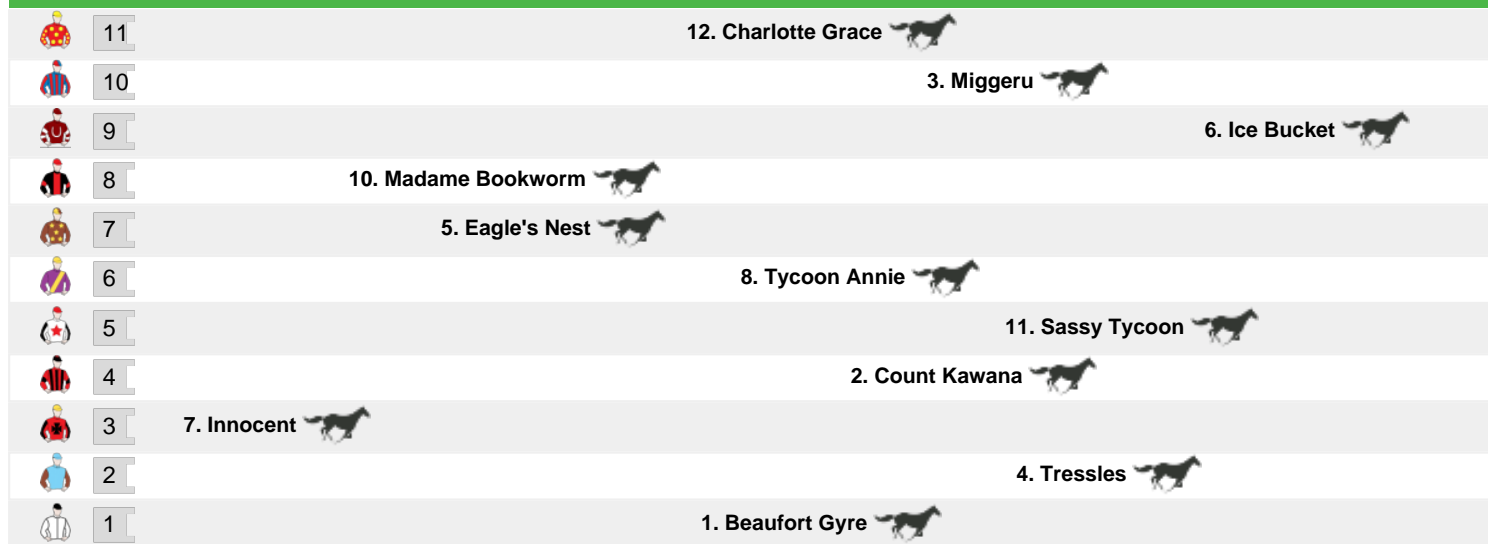 11 12. Charlotte Grace
10 3. Miggeru
9 6. Ice Bucket
8 10. Madame Bookworm
7 5. Eagle's Nest
6 8. Tycoon Annie
5 11. Sassy Tycoon
4 2. Count Kawana
3 7. Innocent
2 4. Tressles
1 1. Beaufort Gyre